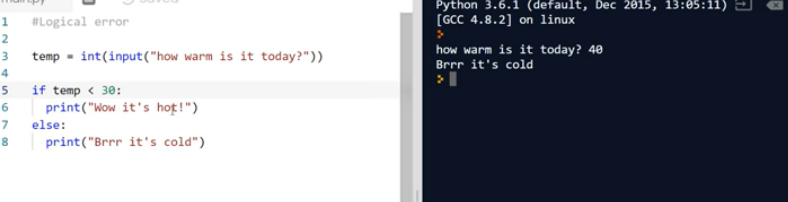 main.py saved
1 #Logical error
2
3 temp = int(input("how warm is it today?"))
4
5 if temp < 30:
6 print("Wow it's hot!")
7 else:
8 print("Brrr it's cold")
Python 3.6.1 (default, Dec 2015, 13:05:11)
[GCC 4.8.2] on linux
how warm is it today? 40
Brrr it's cold